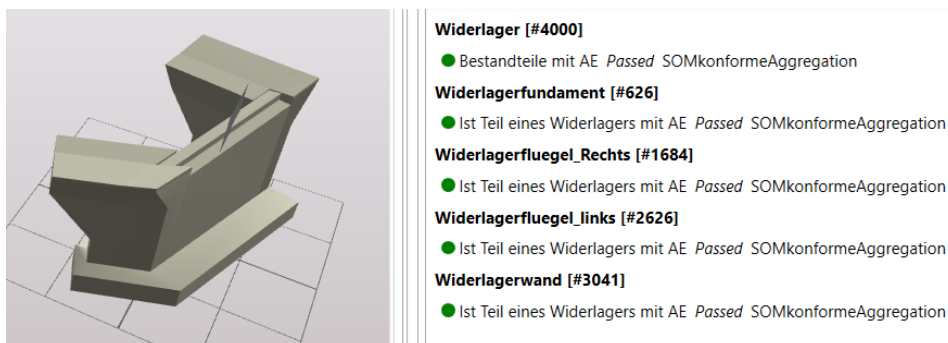 Widerlager [#4000]
Bestandteile mit AE Passed SOMkonformeAggregation
Widerlagerfundament [#626]
Ist Teil eines Widerlagers mit AE Passed SOMkonformeAggregation
Widerlagerfluegel_Rechts [#1684]
Ist Teil eines Widerlagers mit AE Passed SOMkonformeAggregation
Widerlagerfluegel_links [#2626]
Ist Teil eines Widerlagers mit AE Passed SOMkonformeAggregation
Widerlagerwand [#3041]
Ist Teil eines Widerlagers mit AE Passed SOMkonformeAggregation